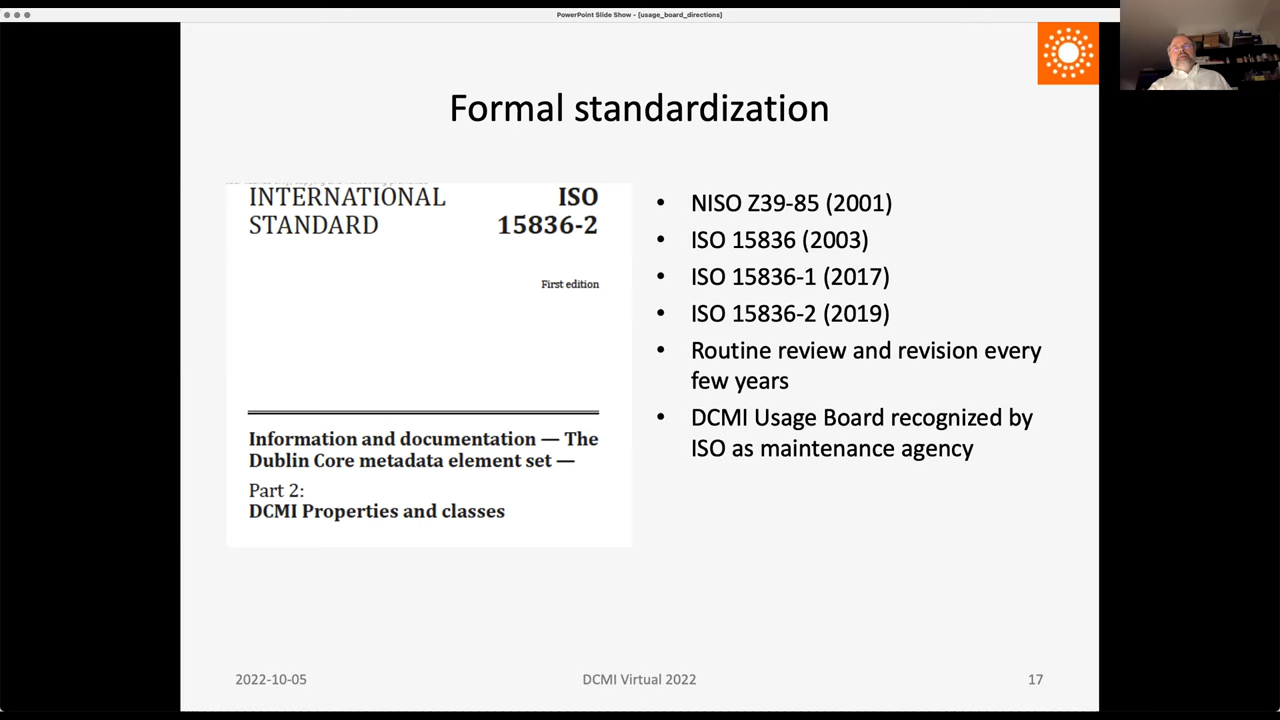 PowerPoint Slide Show - [usage_board_directions]
Formal standardization
INTERNATIONAL
STANDARD
ISO
15836-2
First edition
Information and documentation — The
Dublin Core metadata element set —
Part 2:
DCMI Properties and classes
• NISO Z39-85 (2001)
• ISO 15836 (2003)
• ISO 15836-1 (2017)
• ISO 15836-2 (2019)
• Routine review and revision every
few years
• DCMI Usage Board recognized by
ISO as maintenance agency
2022-10-05
DCMI Virtual 2022
17